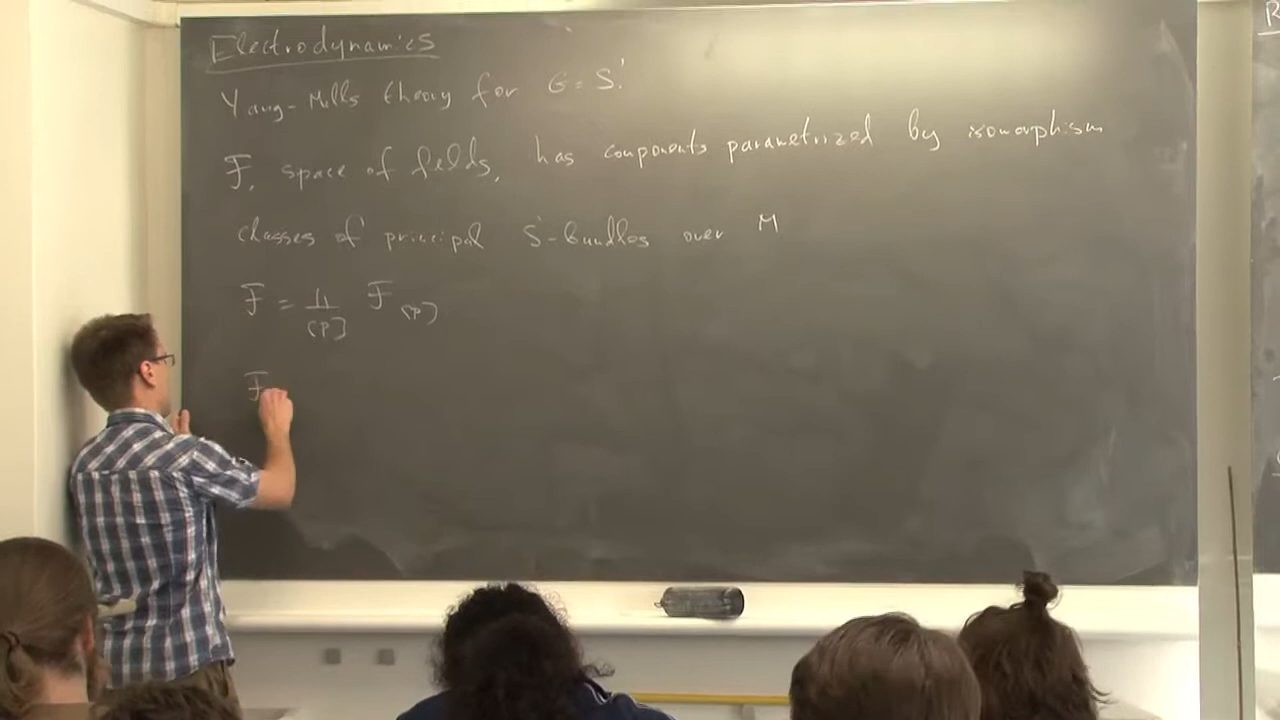 Electrodynamics
Yang-Mills theory for G = S¹.
F, space of fields, has components parametrized by isomorphism
classes of principal S¹-bundles over M
F = ∐_[P] F_[P]
F